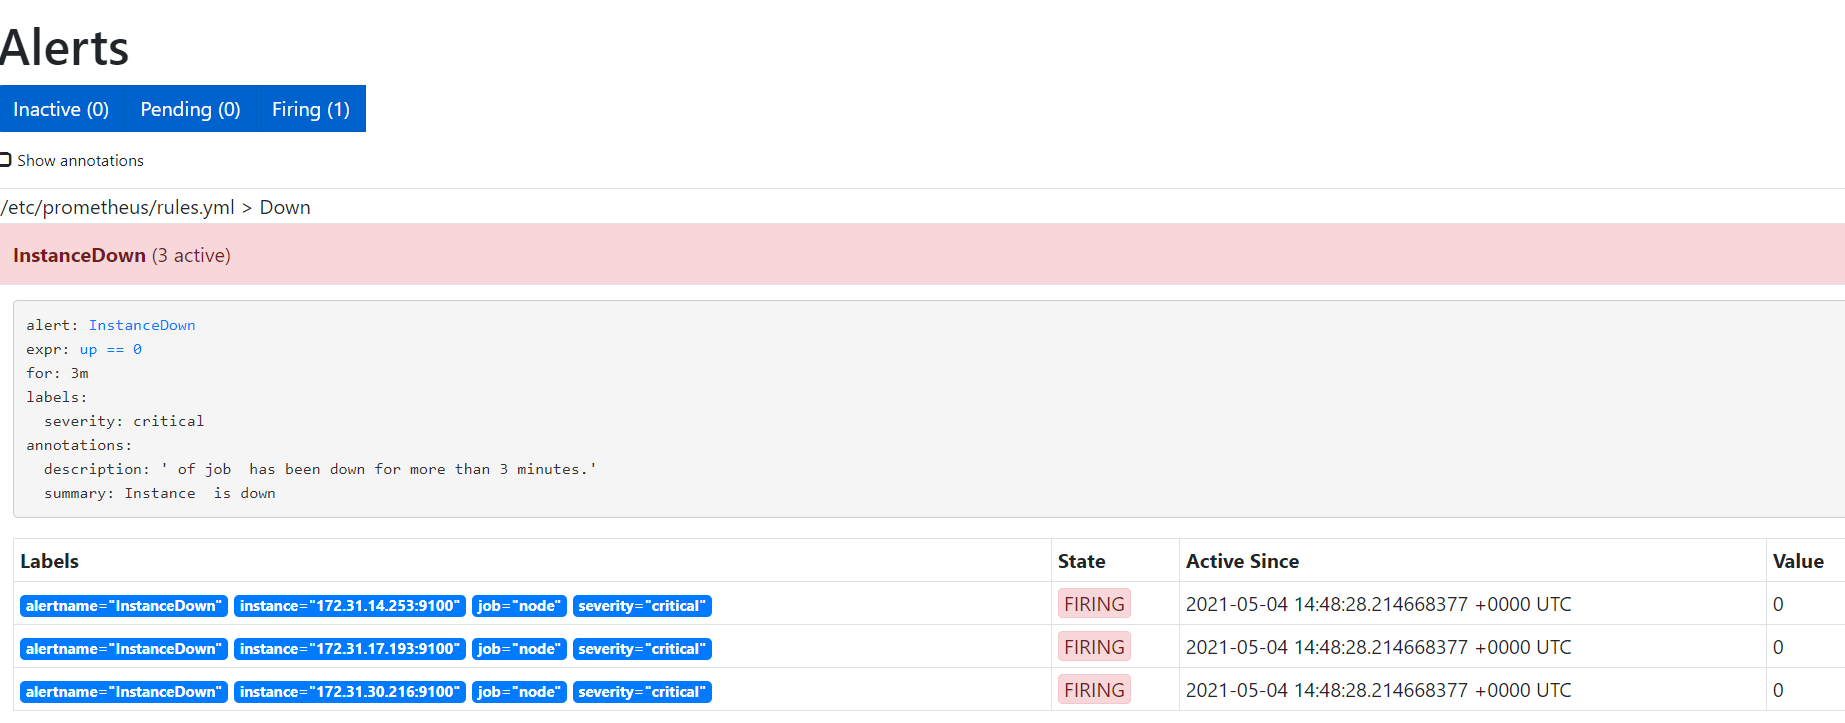 Alerts
Inactive (0) Pending (0) Firing (1)
Show annotations
/etc/prometheus/rules.yml > Down
InstanceDown (3 active)
alert: InstanceDown
expr: up == 0
for: 3m
labels:
  severity: critical
annotations:
  description: ' of job  has been down for more than 3 minutes.'
  summary: Instance  is down
Labels State Active Since Value
alertname="InstanceDown" instance="172.31.14.253:9100" job="node" severity="critical" FIRING 2021-05-04 14:48:28.214668377 +0000 UTC 0
alertname="InstanceDown" instance="172.31.17.193:9100" job="node" severity="critical" FIRING 2021-05-04 14:48:28.214668377 +0000 UTC 0
alertname="InstanceDown" instance="172.31.30.216:9100" job="node" severity="critical" FIRING 2021-05-04 14:48:28.214668377 +0000 UTC 0